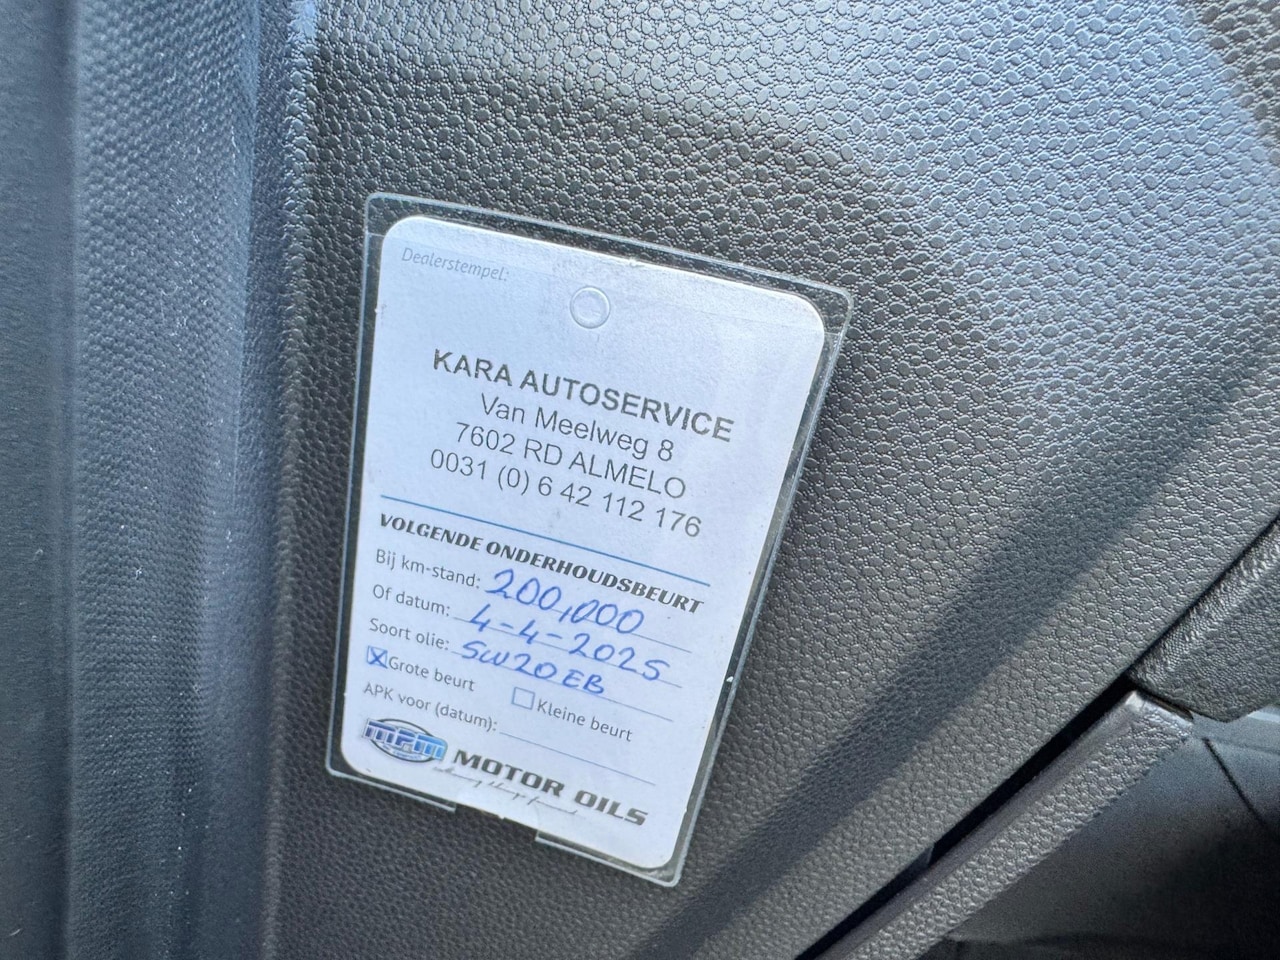 Dealerstempel:
KARA AUTOSERVICE
Van Meelweg 8
7602 RD ALMELO
0031 (0) 6 42 112 176
VOLGENDE ONDERHOUDSBEURT
Bij km-stand: 200,000
Of datum: 4-4-2025
Soort olie: 5W20EB
Grote beurt Kleine beurt
APK voor (datum):
MPM MOTOR OILS